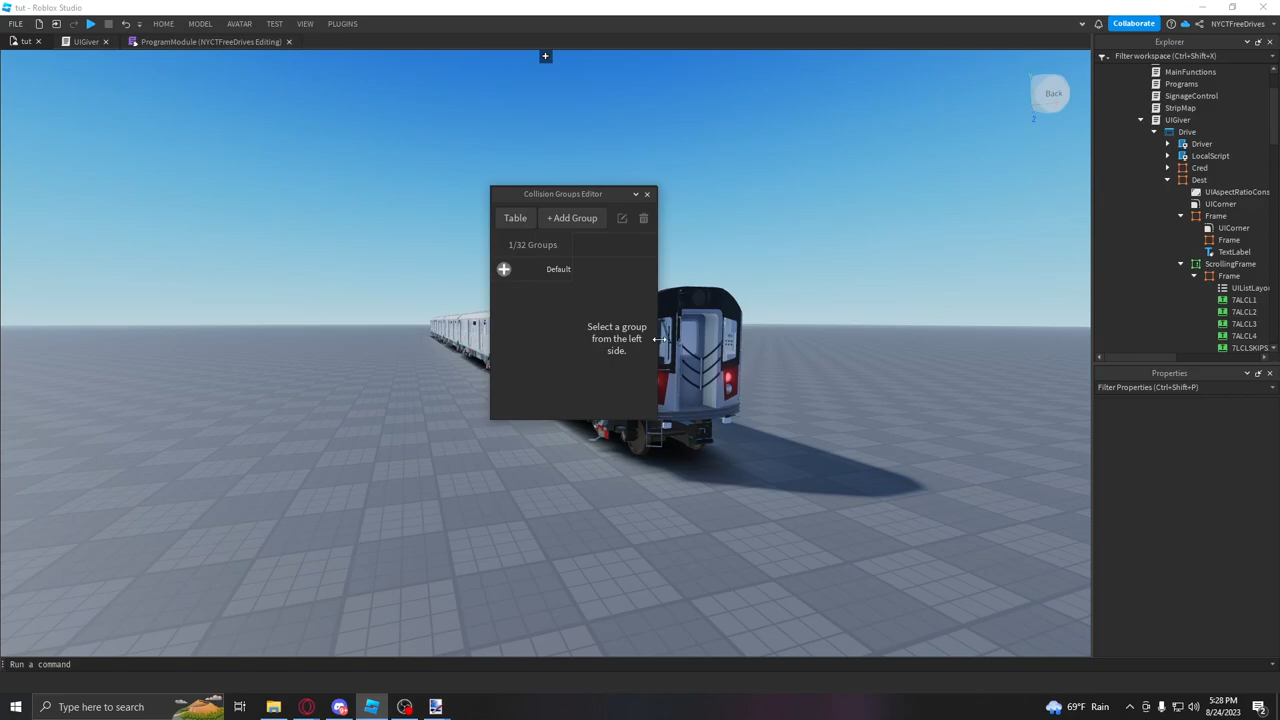 tut - Roblox Studio
FILE HOME MODEL AVATAR TEST VIEW PLUGINS Collaborate NYCTFreeDrives
tut UIGiver ProgramModule (NYCTFreeDrives Editing)
Explorer
Filter workspace (Ctrl+Shift+X)
MainFunctions
Programs
SignageControl
StripMap
UIGiver
Drive
Driver
LocalScript
Cred
Dest
UIAspectRatioCons
UICorner
Frame
UICorner
Frame
TextLabel
ScrollingFrame
Frame
UIListLayou
7ALCL1
7ALCL2
7ALCL3
7ALCL4
7LCLSKIPS
Back
Z
Collision Groups Editor
Table + Add Group
1/32 Groups
Default
Select a group
from the left
side.
Properties
Filter Properties (Ctrl+Shift+P)
Run a command
Type here to search
69°F Rain
5:28 PM
8/24/2023
2